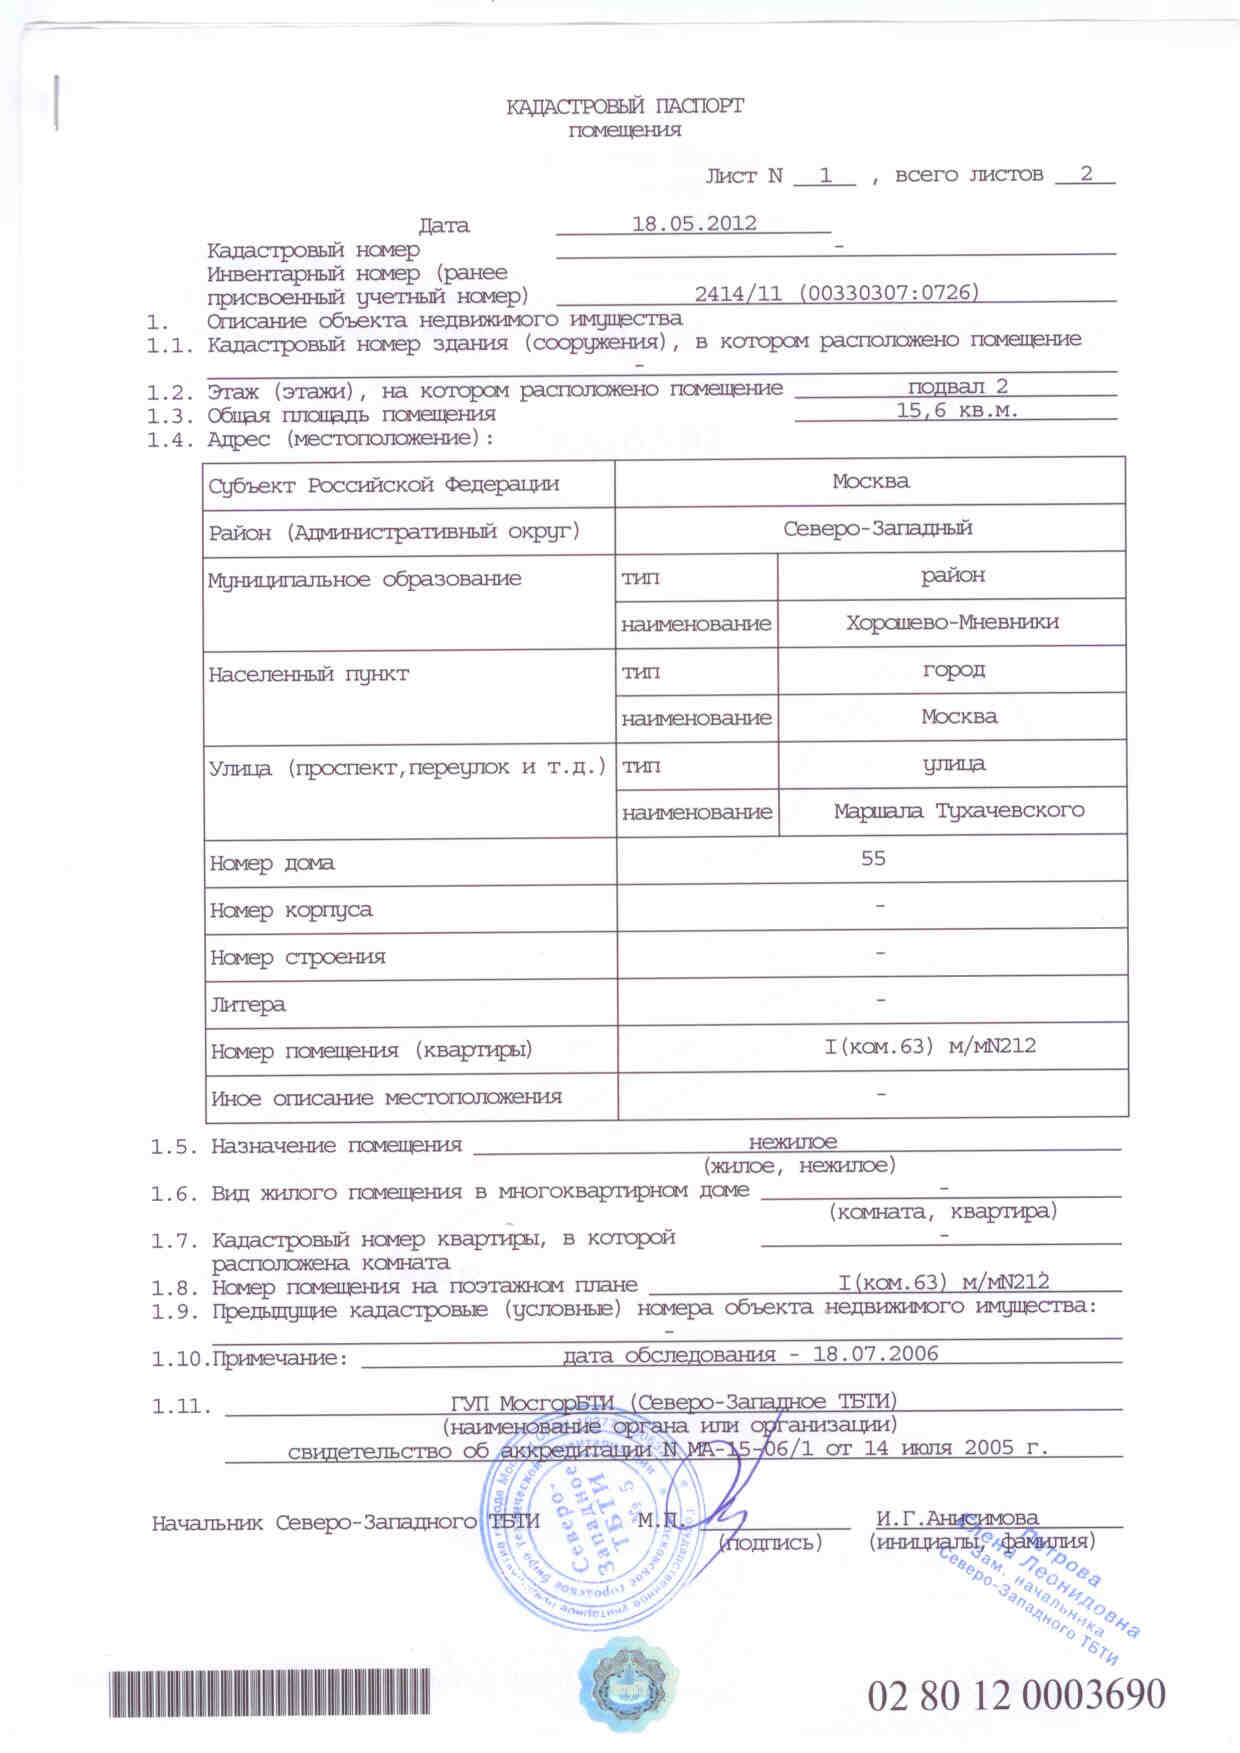 КАДАСТРОВЫЙ ПАСПОРТ
помещения
Лист N 1 , всего листов 2
Дата 18.05.2012
Кадастровый номер -
Инвентарный номер (ранее
присвоенный учетный номер) 2414/11 (00330307:0726)
1. Описание объекта недвижимого имущества
1.1. Кадастровый номер здания (сооружения), в котором расположено помещение
-
1.2. Этаж (этажи), на котором расположено помещение подвал 2
1.3. Общая площадь помещения 15,6 кв.м.
1.4. Адрес (местоположение):
Субъект Российской Федерации Москва
Район (Административный округ) Северо-Западный
Муниципальное образование тип район
наименование Хорошево-Мневники
Населенный пункт тип город
наименование Москва
Улица (проспект,переулок и т.д.) тип улица
наименование Маршала Тухачевского
Номер дома 55
Номер корпуса -
Номер строения -
Литера -
Номер помещения (квартиры) I(ком.63) м/мN212
Иное описание местоположения -
1.5. Назначение помещения нежилое
(жилое, нежилое)
1.6. Вид жилого помещения в многоквартирном доме -
(комната, квартира)
1.7. Кадастровый номер квартиры, в которой -
расположена комната
1.8. Номер помещения на поэтажном плане I(ком.63) м/мN212
1.9. Предыдущие кадастровые (условные) номера объекта недвижимого имущества:
-
1.10.Примечание: дата обследования - 18.07.2006
1.11. ГУП МосгорБТИ (Северо-Западное ТБТИ)
(наименование органа или организации)
свидетельство об аккредитации N МА-15-06/1 от 14 июля 2005 г.
Начальник Северо-Западного ТБТИ М.П. И.Г.Анисимова
(подпись) (инициалы, фамилия)
Северо-
Западное
ТБТИ
№ 5
Петрова
Елена Леонидовна
Зам. начальника
Северо-Западного ТБТИ
02 80 12 0003690